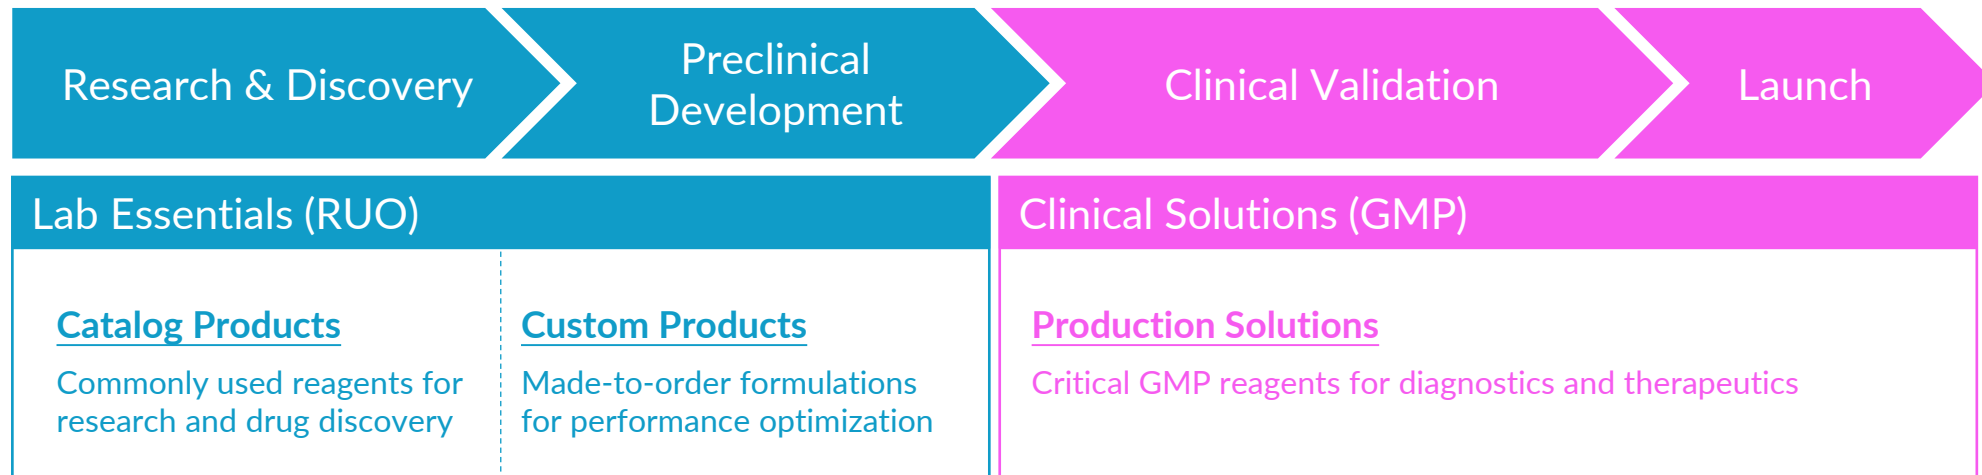 Research & Discovery
Preclinical
Development
Clinical Validation
Launch
Lab Essentials (RUO)
Clinical Solutions (GMP)
Catalog Products
Commonly used reagents for
research and drug discovery
Custom Products
Made-to-order formulations
for performance optimization
Production Solutions
Critical GMP reagents for diagnostics and therapeutics